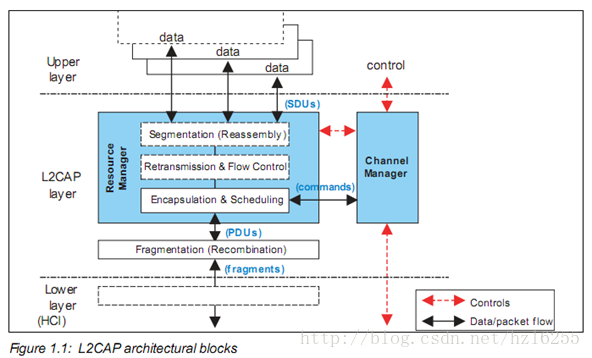 data
data
data
Upper
layer
control
(SDUs)
Segmentation (Reassembly)
Retransmission & Flow Control
Encapsulation & Scheduling
Resource
Manager
Channel
Manager
(commands)
L2CAP
layer
(PDUs)
Fragmentation (Recombination)
(fragments)
Lower
layer
(HCI)
Controls
Data/packet flow
http://blog.csdn.net/hzlb255
Figure 1.1: L2CAP architectural blocks